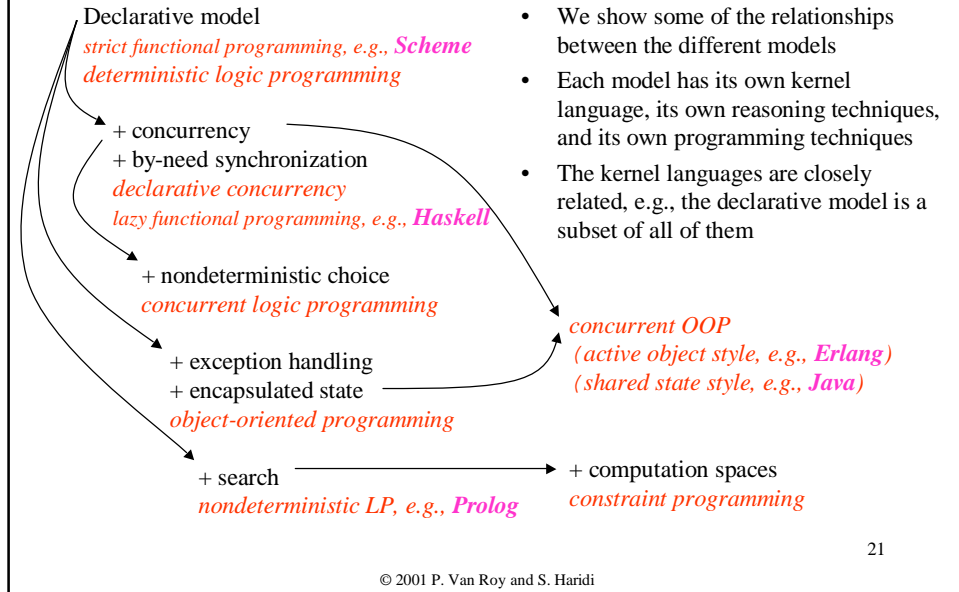 Declarative model
strict functional programming, e.g., Scheme
deterministic logic programming
+ concurrency
+ by-need synchronization
declarative concurrency
lazy functional programming, e.g., Haskell
+ nondeterministic choice
concurrent logic programming
+ exception handling
+ encapsulated state
object-oriented programming
+ search
nondeterministic LP, e.g., Prolog
• We show some of the relationships
between the different models
• Each model has its own kernel
language, its own reasoning techniques,
and its own programming techniques
• The kernel languages are closely
related, e.g., the declarative model is a
subset of all of them
concurrent OOP
(active object style, e.g., Erlang)
(shared state style, e.g., Java)
+ computation spaces
constraint programming
21
© 2001 P. Van Roy and S. Haridi